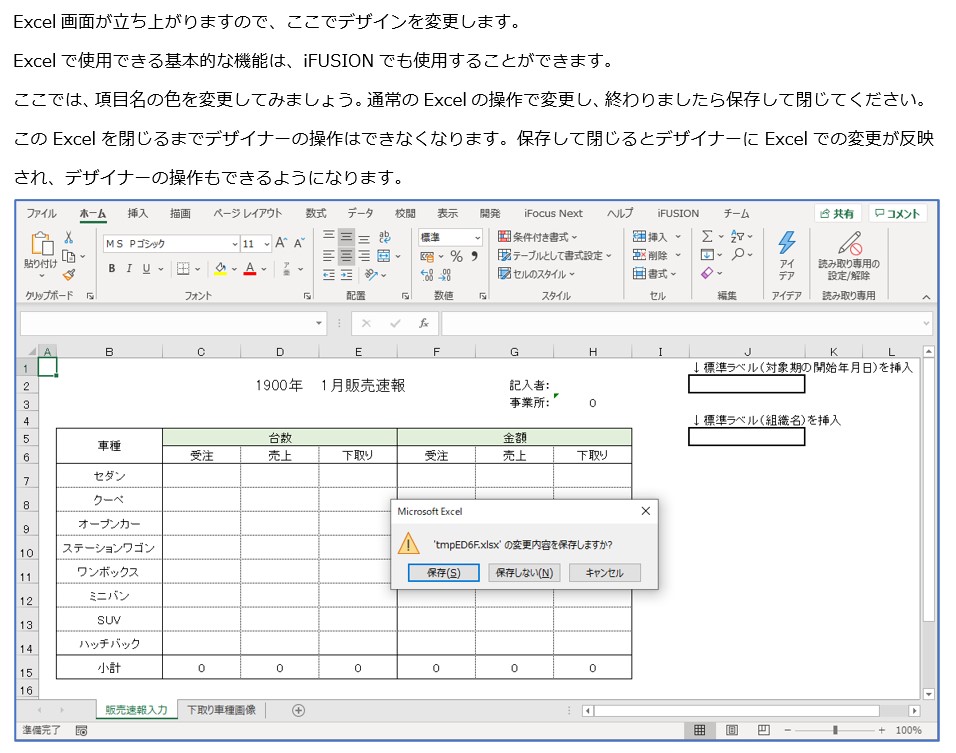 Excel 画面が立ち上がりますので、ここでデザインを変更します。
Excel で使用できる基本的な機能は、iFUSION でも使用することができます。
ここでは、項目名の色を変更してみましょう。通常の Excel の操作で変更し、終わりましたら保存して閉じてください。
この Excel を閉じるまでデザイナーの操作はできなくなります。保存して閉じるとデザイナーに Excel での変更が反映
され、デザイナーの操作もできるようになります。
ファイル ホーム 挿入 描画 ページ レイアウト 数式 データ 校閲 表示 開発 iFocus Next ヘルプ iFUSION チーム 共有 コメント
貼り付け ＭＳ Ｐゴシック 11 A A 標準 条件付き書式 挿入 Σ アイデア 読み取り専用の設定/解除
B I U A % テーブルとして書式設定 削除
セルのスタイル 書式
クリップボード フォント 配置 数値 スタイル セル 編集 アイデア 読み取り専用
fx
A B C D E F G H I J K L
1 ↓標準ラベル(対象期の開始年月日)を挿入
2 1900年 1月販売速報 記入者:
3 事業所: 0
4 ↓標準ラベル(組織名)を挿入
5 車種 台数 金額
6 受注 売上 下取り 受注 売上 下取り
7 セダン
8 クーペ
9 オープンカー
10 ステーションワゴン
11 ワンボックス
12 ミニバン
13 SUV
14 ハッチバック
15 小計 0 0 0 0 0 0
16
Microsoft Excel
'tmpED6F.xlsx' の変更内容を保存しますか?
保存(S) 保存しない(N) キャンセル
販売速報入力 下取り車種画像
準備完了 100%